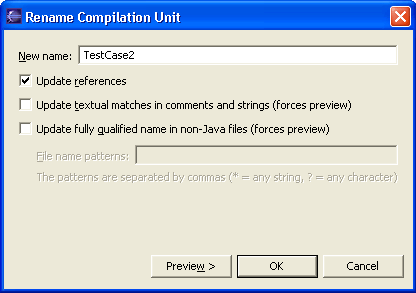 Rename Compilation Unit
New name: TestCase2
Update references
Update textual matches in comments and strings (forces preview)
Update fully qualified name in non-Java files (forces preview)
File name patterns:
The patterns are separated by commas (* = any string, ? = any character)
Preview > OK Cancel